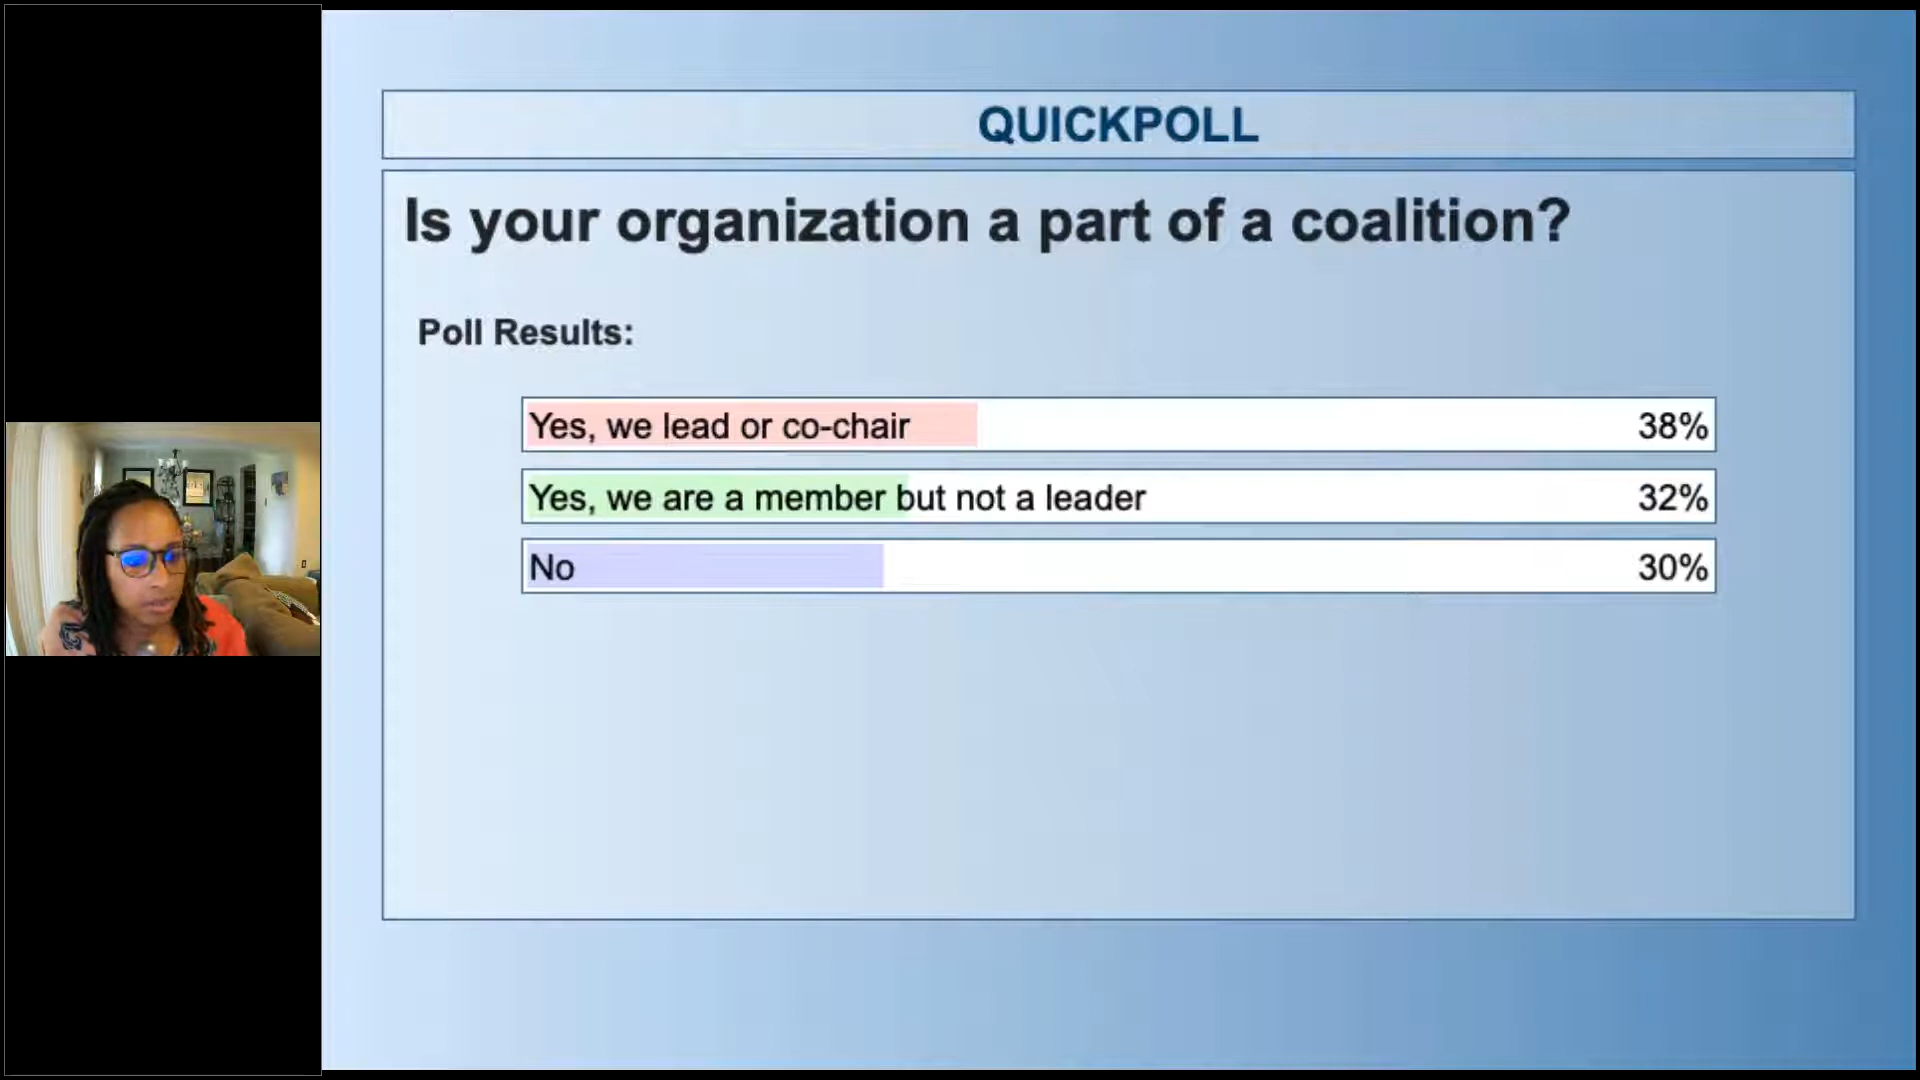 QUICKPOLL
Is your organization a part of a coalition?
Poll Results:
Yes, we lead or co-chair 38%
Yes, we are a member but not a leader 32%
No 30%